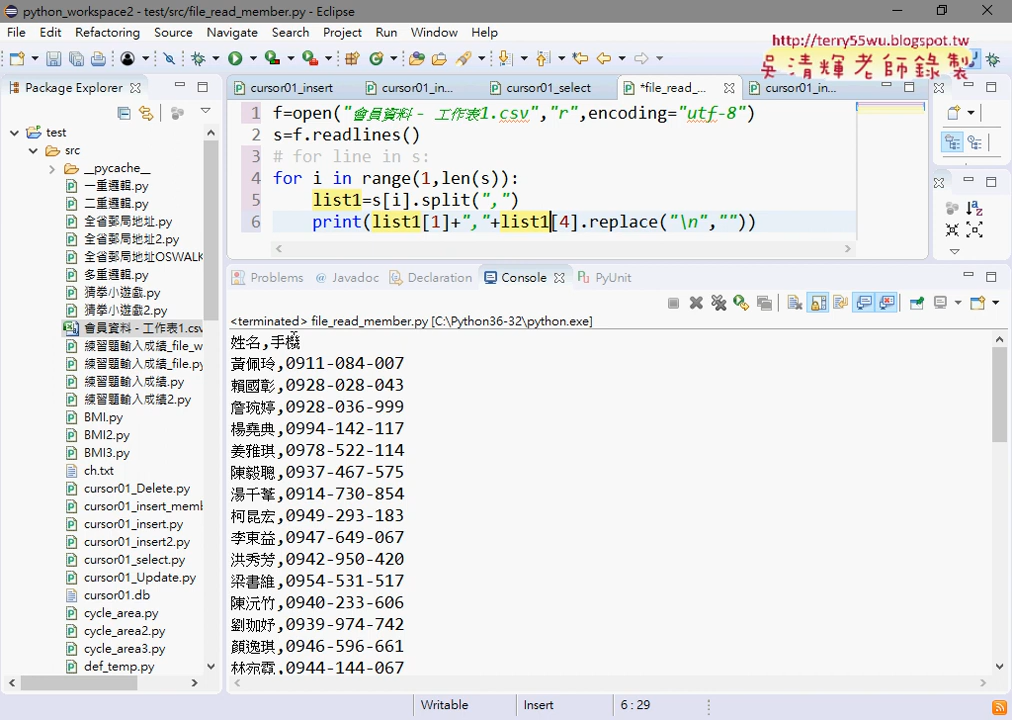 python_workspace2 - test/src/file_read_member.py - Eclipse
http://terry55wu.blogspot.tw
吳清輝老師錄製
File Edit Refactoring Source Navigate Search Project Run Window Help
Package Explorer
cursor01_insert cursor01_in... cursor01_select *file_read_... cursor01_in...
test
src
__pycache__
一重邏輯.py
二重邏輯.py
全省郵局地址.py
全省郵局地址2.py
全省郵局地址OSWALK
多重邏輯.py
猜拳小遊戲.py
猜拳小遊戲2.py
會員資料 - 工作表1.csv
練習題輸入成績_file_w
練習題輸入成績_file.py
練習題輸入成績.py
練習題輸入成績2.py
BMI.py
BMI2.py
BMI3.py
ch.txt
cursor01_Delete.py
cursor01_insert_memb
cursor01_insert.py
cursor01_insert2.py
cursor01_select.py
cursor01_Update.py
cursor01.db
cycle_area.py
cycle_area2.py
cycle_area3.py
def_temp.py
1 f=open("會員資料 - 工作表1.csv","r",encoding="utf-8")
2 s=f.readlines()
3 # for line in s:
4 for i in range(1,len(s)):
5 list1=s[i].split(",")
6 print(list1[1]+","+list1[4].replace("\n",""))
Problems @ Javadoc Declaration Console PyUnit
<terminated> file_read_member.py [C:\Python36-32\python.exe]
姓名,手機
黃佩玲,0911-084-007
賴國彰,0928-028-043
詹琬婷,0928-036-999
楊堯典,0994-142-117
姜雅琪,0978-522-114
陳毅聰,0937-467-575
湯千葦,0914-730-854
柯昆宏,0949-293-183
李東益,0947-649-067
洪秀芳,0942-950-420
梁書維,0954-531-517
陳沅竹,0940-233-606
劉珈妤,0939-974-742
顏逸琪,0946-596-661
林宛霓,0944-144-067
Writable Insert 6 : 29